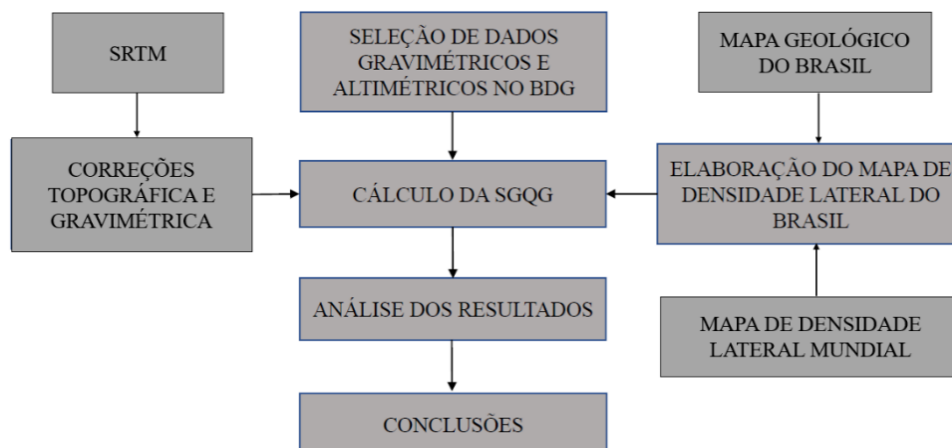 SRTM
SELEÇÃO DE DADOS
GRAVIMÉTRICOS E
ALTIMÉTRICOS NO BDG
MAPA GEOLÓGICO
DO BRASIL
CORREÇÕES
TOPOGRÁFICA E
GRAVIMÉTRICA
CÁLCULO DA SGQG
ELABORAÇÃO DO MAPA DE
DENSIDADE LATERAL DO
BRASIL
ANÁLISE DOS RESULTADOS
MAPA DE DENSIDADE
LATERAL MUNDIAL
CONCLUSÕES